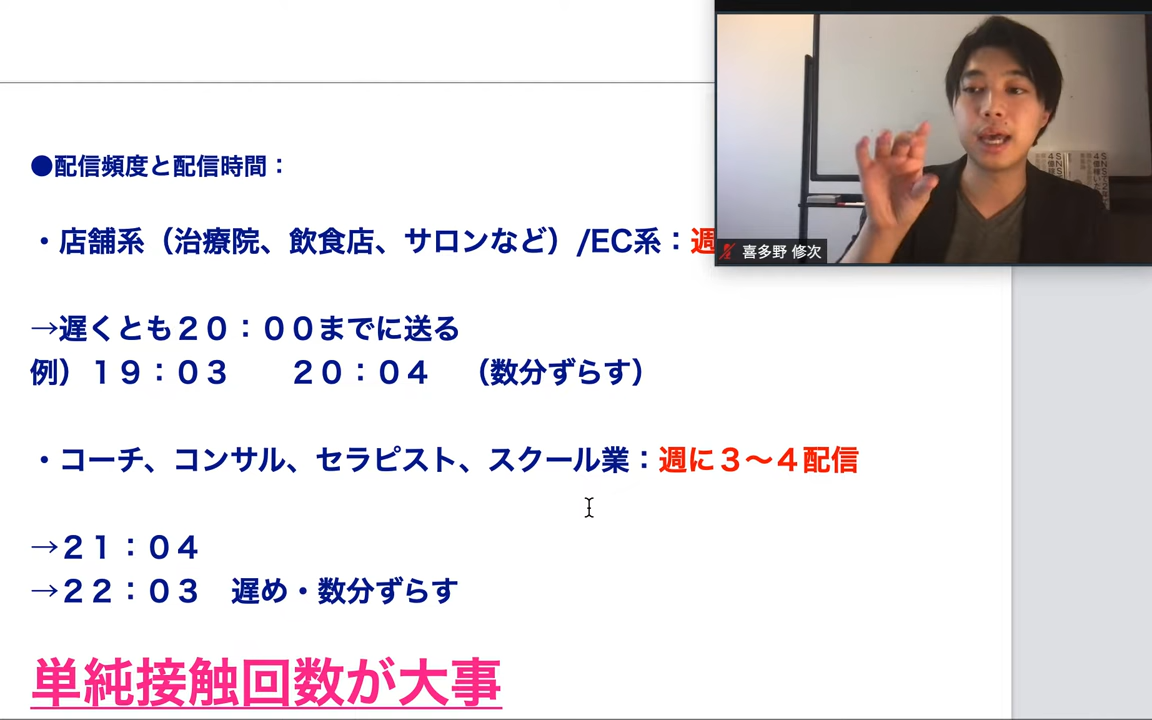 ●配信頻度と配信時間：
・店舗系（治療院、飲食店、サロンなど）/EC系：週
→遅くとも２０：００までに送る
例）１９：０３　　２０：０４　（数分ずらす）
・コーチ、コンサル、セラピスト、スクール業：週に３〜４配信
→２１：０４
→２２：０３　遅め・数分ずらす
単純接触回数が大事
喜多野 修次